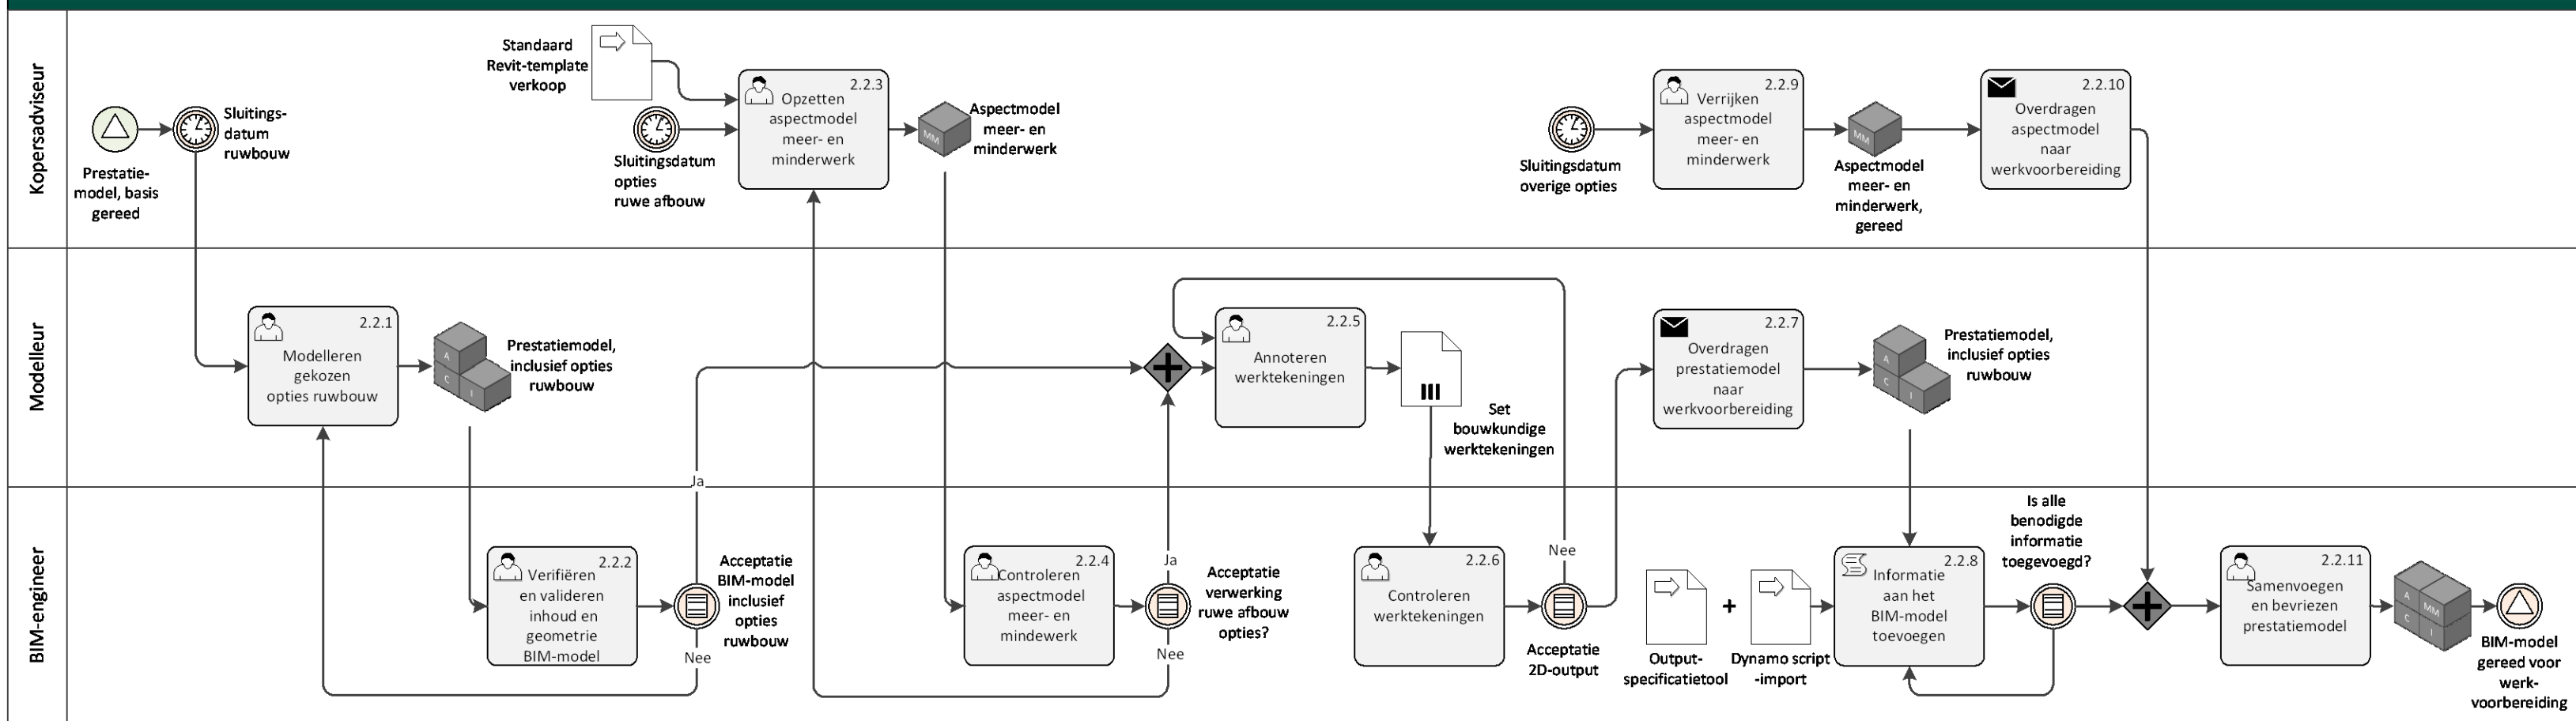 Kopersadviseur
Prestatie-
model, basis
gereed
Sluitings-
datum
ruwbouw
Standaard
Revit-template
verkoop
Sluitingsdatum
opties
ruwe afbouw
2.2.3
Opzetten
aspectmodel
meer- en
minderwerk
MM
Aspectmodel
meer- en
minderwerk
Sluitingsdatum
overige opties
2.2.9
Verrijken
aspectmodel
meer- en
minderwerk
MM
Aspectmodel
meer- en
minderwerk,
gereed
2.2.10
Overdragen
aspectmodel
naar
werkvoorbereiding
Modelleur
2.2.1
Modelleren
gekozen
opties ruwbouw
A
C
I
Prestatiemodel,
inclusief opties
ruwbouw
Ja
2.2.5
Annoteren
werktekeningen
Set
bouwkundige
werktekeningen
2.2.7
Overdragen
prestatiemodel
naar
werkvoorbereiding
A
C
I
Prestatiemodel,
inclusief opties
ruwbouw
BIM-engineer
2.2.2
Verifiëren
en valideren
inhoud en
geometrie
BIM-model
Acceptatie
BIM-model
inclusief
opties
ruwbouw
Nee
2.2.4
Controleren
aspectmodel
meer- en
mindewerk
Ja
Acceptatie
verwerking
ruwe afbouw
opties?
Nee
2.2.6
Controleren
werktekeningen
Nee
Acceptatie
2D-output
Output-
specificatietool
+
Dynamo script
-import
2.2.8
Informatie
aan het
BIM-model
toevoegen
Is alle
benodigde
informatie
toegevoegd?
2.2.11
Samenvoegen
en bevriezen
prestatiemodel
A
MM
C
I
BIM-model
gereed voor
werk-
voorbereiding